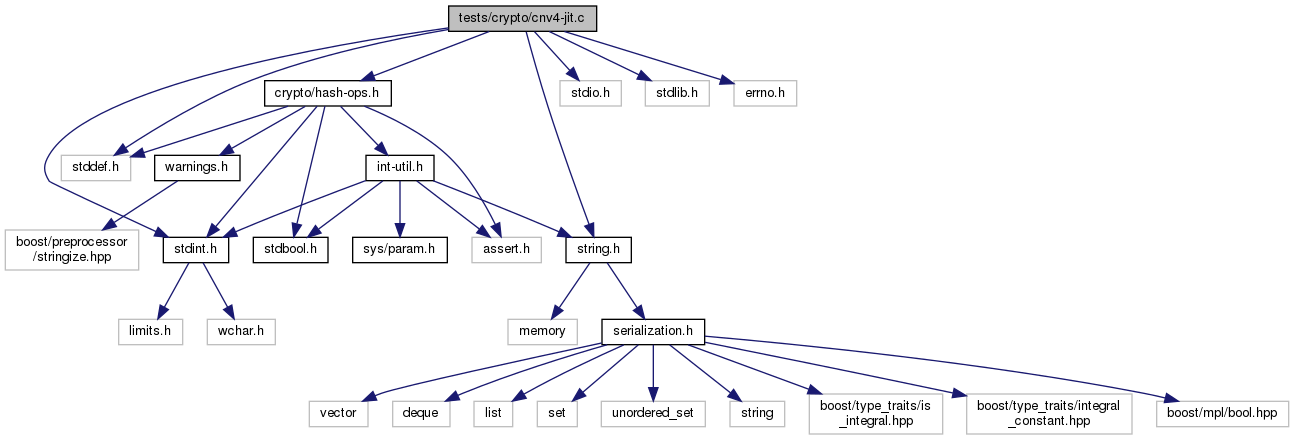 tests/crypto/cnv4-jit.c
crypto/hash-ops.h
stdio.h
stdlib.h
errno.h
stddef.h
warnings.h
int-util.h
boost/preprocessor
/stringize.hpp
stdint.h
stdbool.h
sys/param.h
assert.h
string.h
limits.h
wchar.h
memory
serialization.h
vector
deque
list
set
unordered_set
string
boost/type_traits/is
_integral.hpp
boost/type_traits/integral
_constant.hpp
boost/mpl/bool.hpp